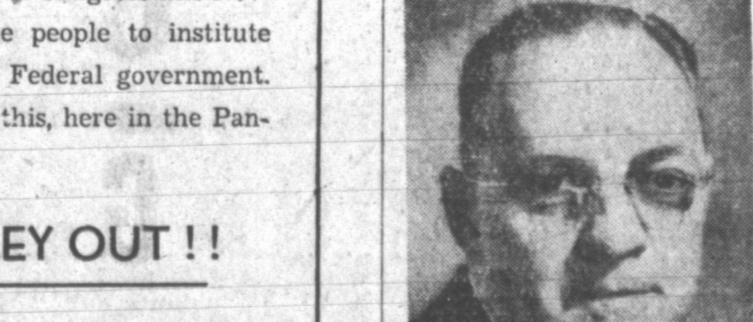 e people to institute
Federal government.
this, here in the Pan-
EY OUT!!